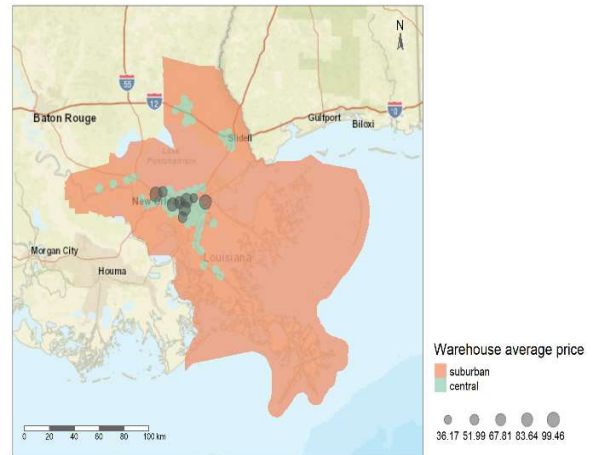 N
55
12
Baton Rouge
Gulfport
Biloxi
10
Slidell
Lake
Pontchartrain
New Orl
Morgan City
Houma
Louisiana
Warehouse average price
suburban
central
0 20 40 60 80 100 km
36.17 51.99 67.81 83.64 99.46